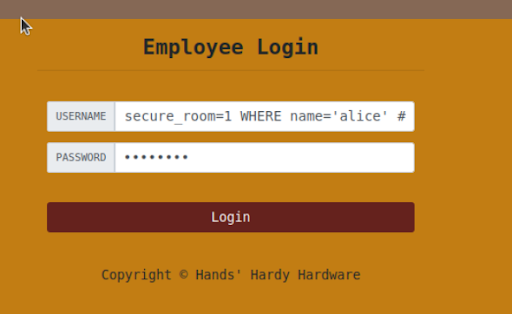 Employee Login
USERNAME secure_room=1 WHERE name='alice' #
PASSWORD ••••••••
Login
Copyright © Hands' Hardy Hardware